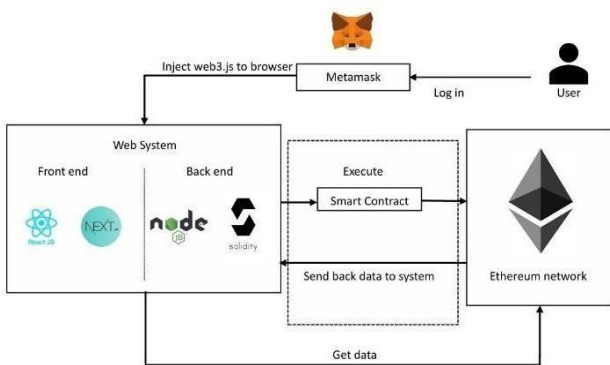 Inject web3.js to browser
Metamask
Log in
User
Web System
Front end
Back end
React JS
NEXT.JS
node
JS
solidity
Execute
Smart Contract
Send back data to system
Ethereum network
Get data